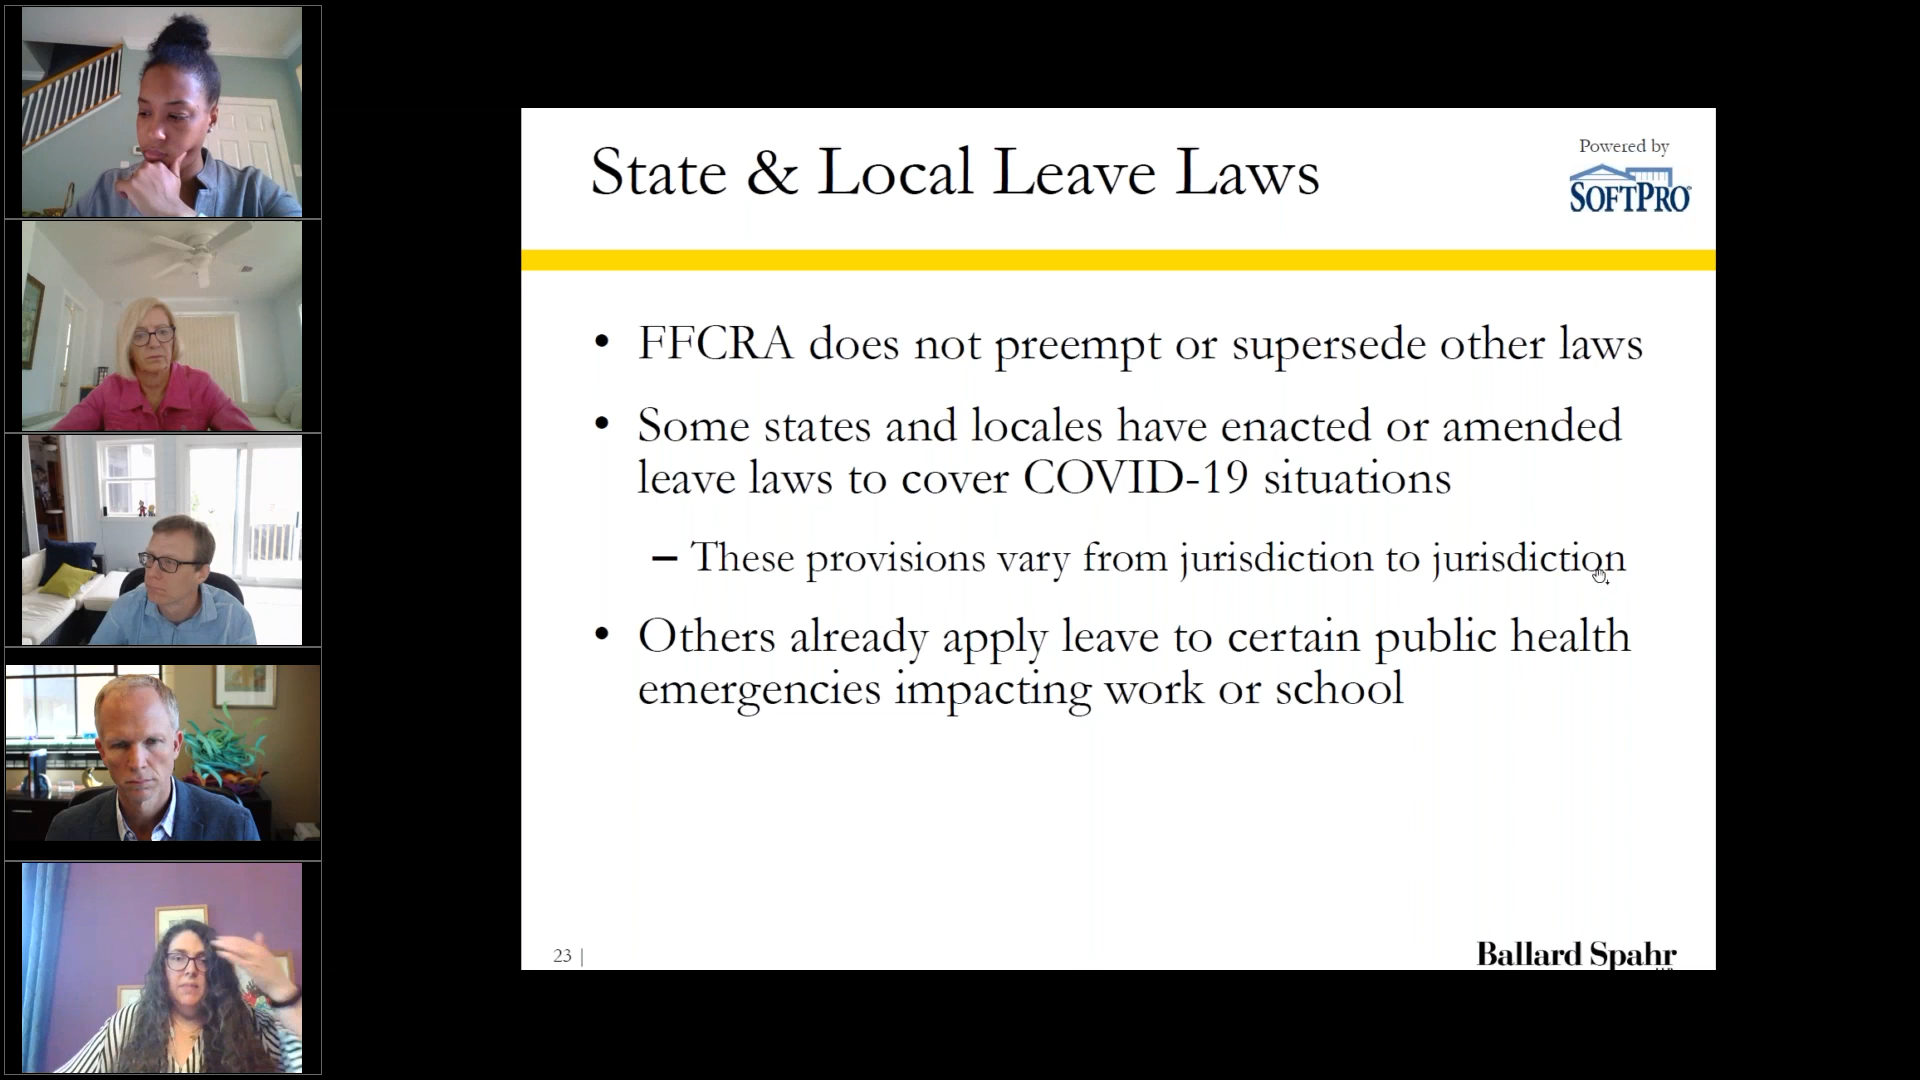 State & Local Leave Laws
Powered by
SOFTPRO
• FFCRA does not preempt or supersede other laws
• Some states and locales have enacted or amended
leave laws to cover COVID-19 situations
– These provisions vary from jurisdiction to jurisdiction
• Others already apply leave to certain public health
emergencies impacting work or school
23 |
Ballard Spahr